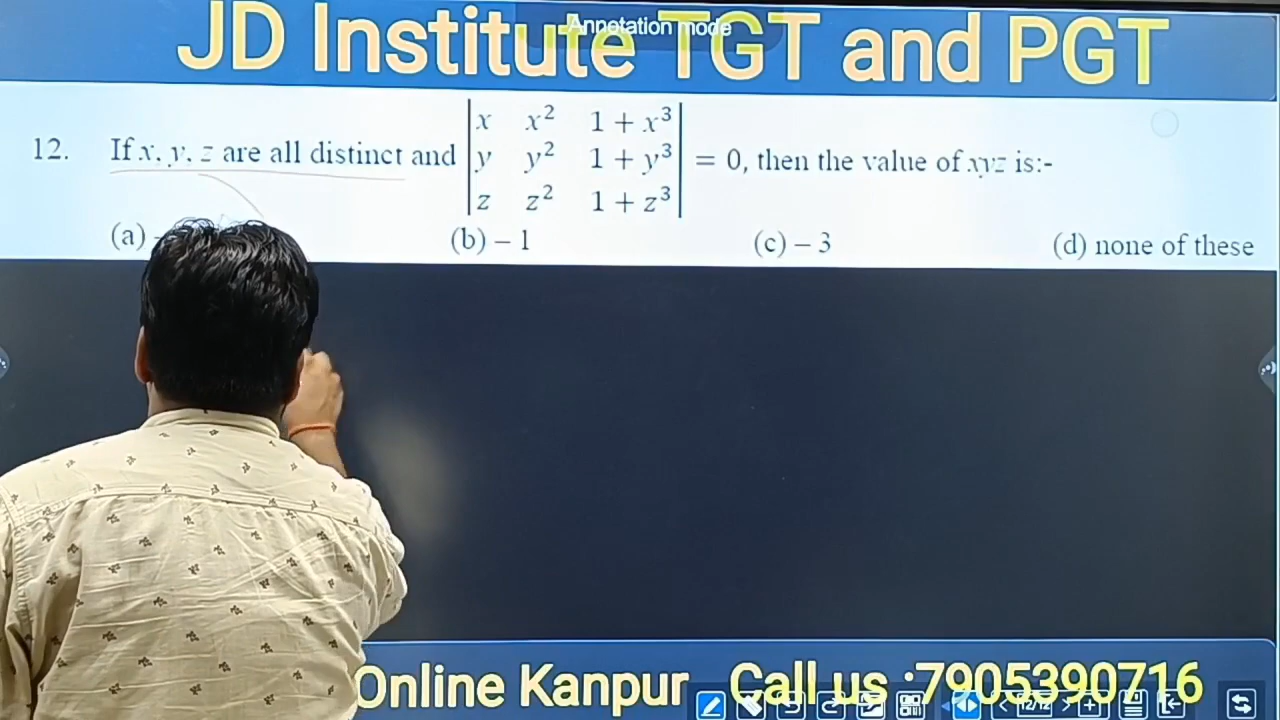 JD Institute TGT and PGT
Annotation mode
12. If x, y, z are all distinct and |x x² 1 + x³|
|y y² 1 + y³| = 0, then the value of xyz is:-
|z z² 1 + z³|
(a) - (b) – 1 (c) – 3 (d) none of these
Online Kanpur Call us :7905390716
12/12